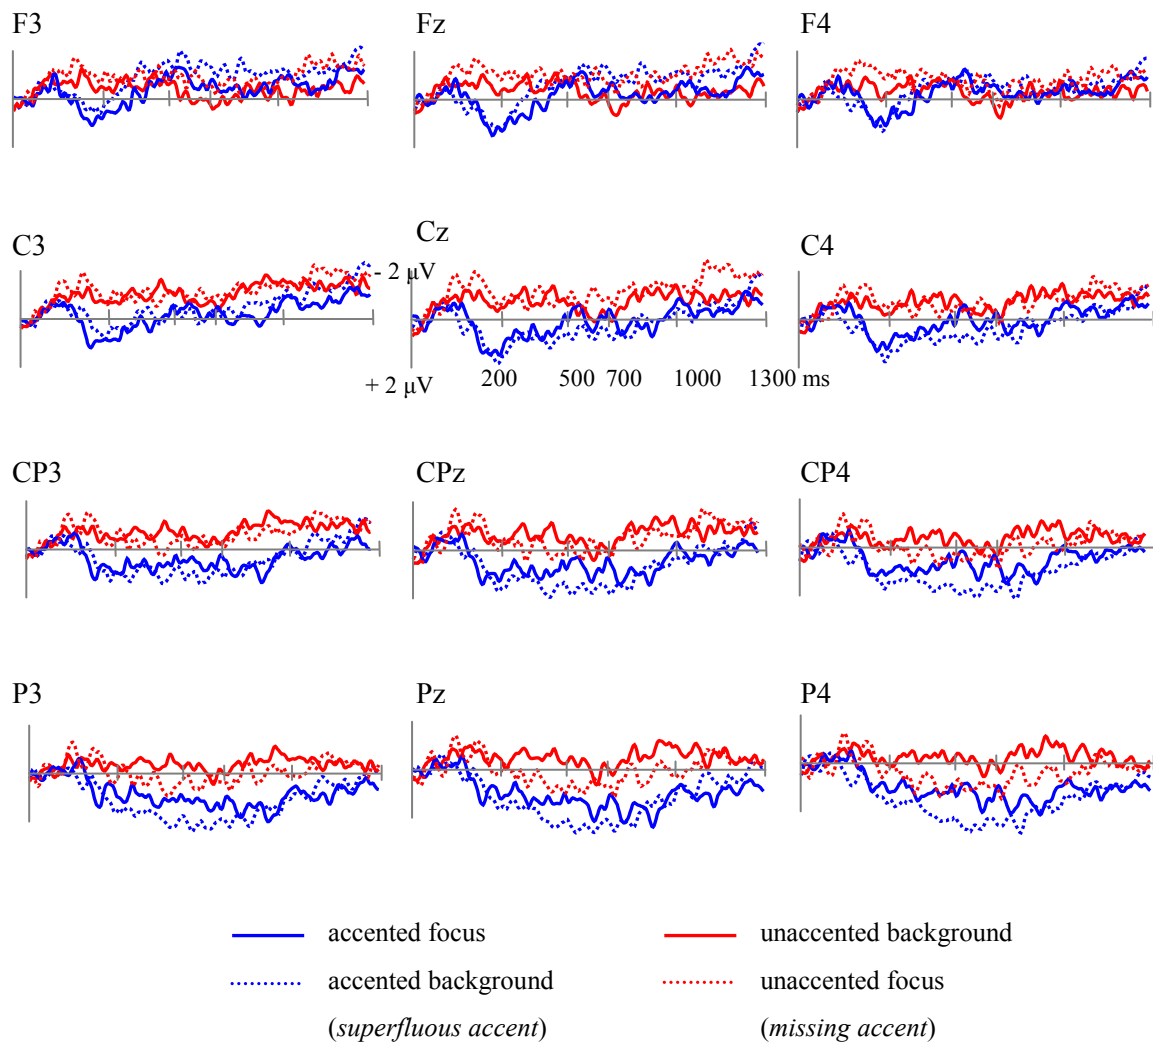 F3 Fz F4
C3 Cz C4
- 2 µV
+ 2 µV 200 500 700 1000 1300 ms
CP3 CPz CP4
P3 Pz P4
accented focus unaccented background
accented background unaccented focus
(superfluous accent) (missing accent)